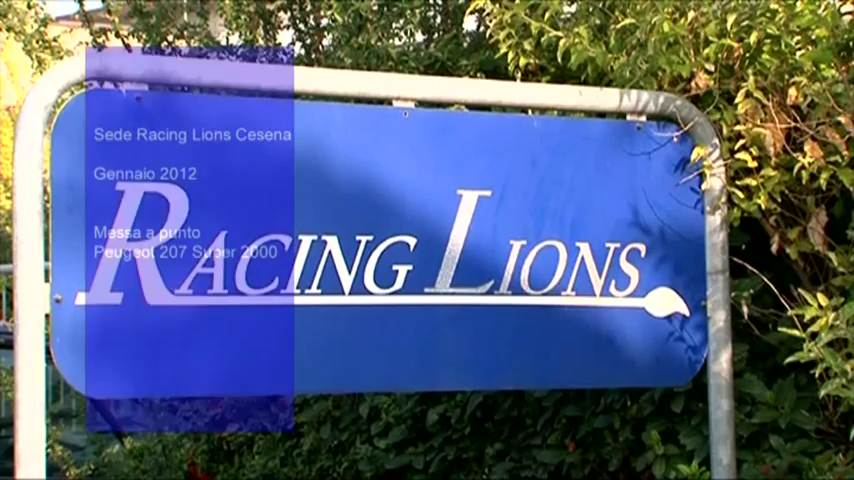 Sede Racing Lions Cesena
Gennaio 2012
Messa a punto
Peugeot 207 Super 2000
RACING LIONS